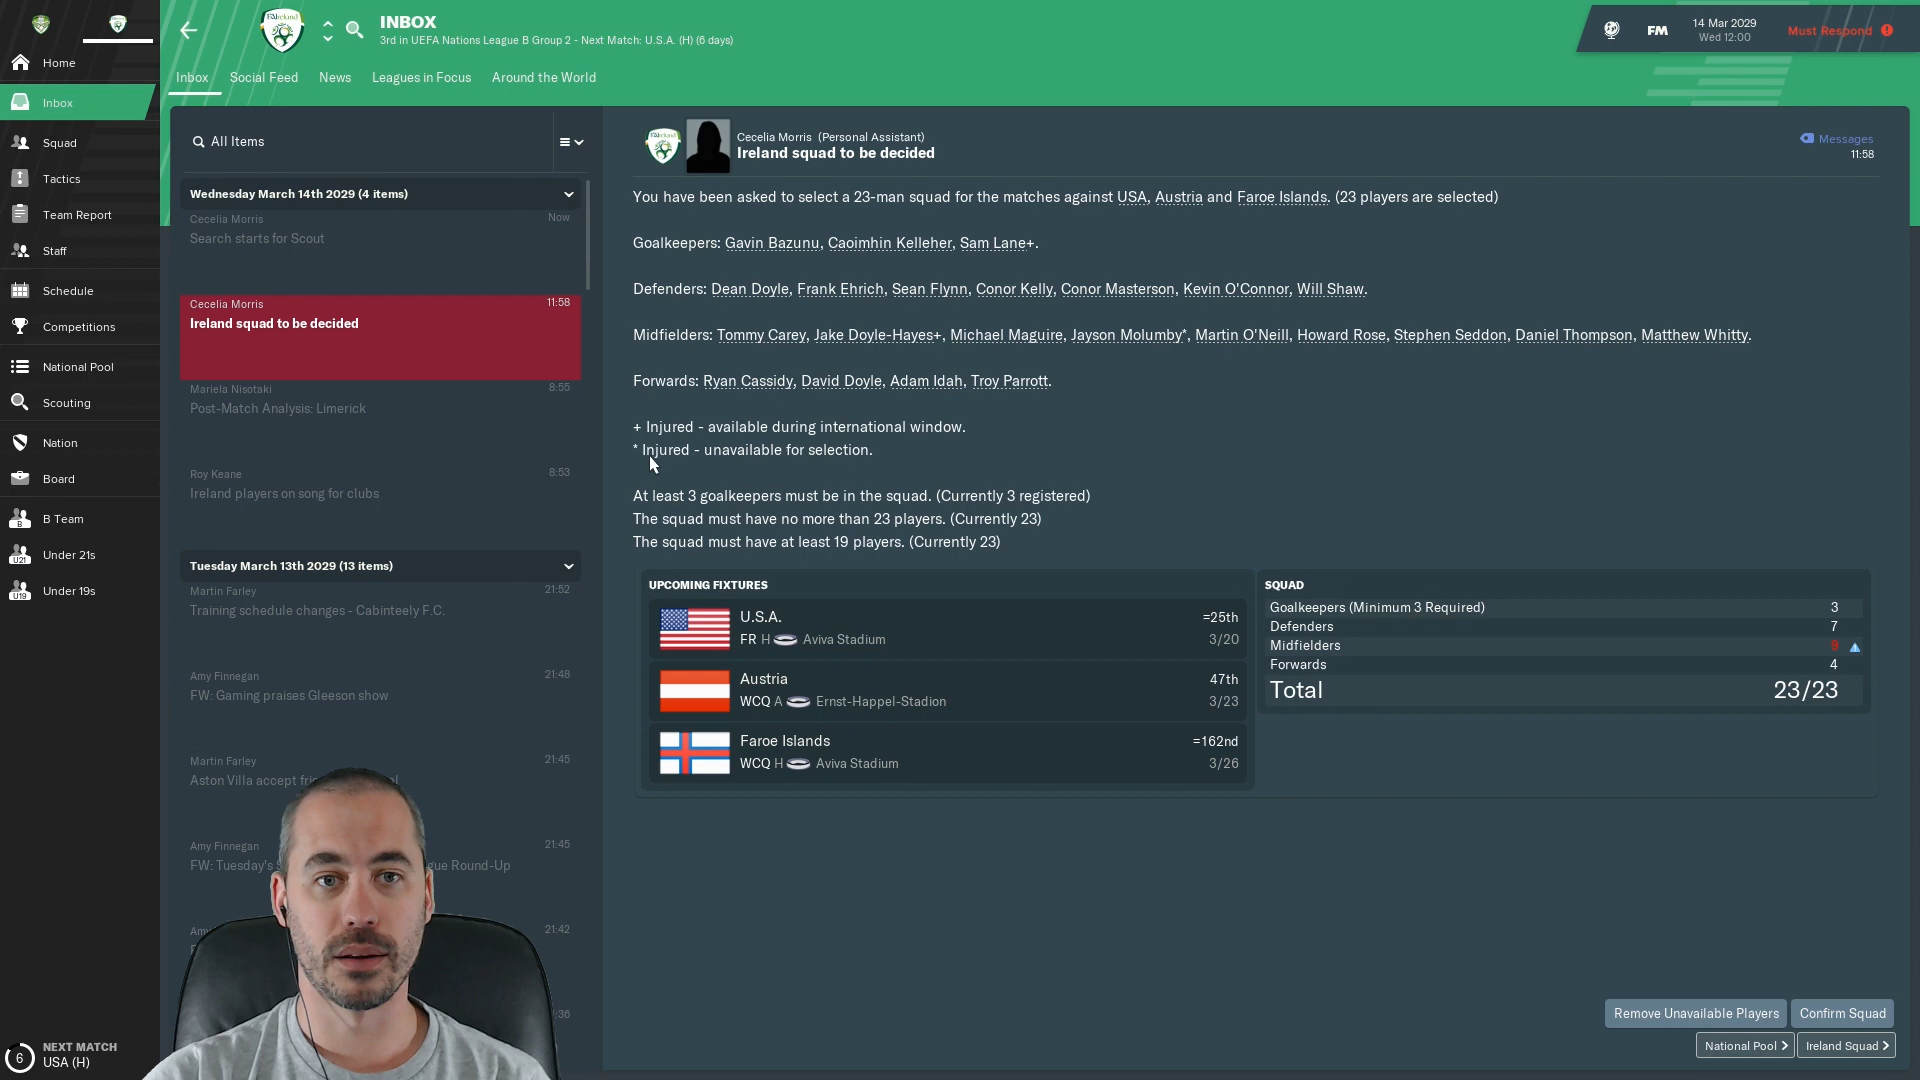 INBOX
3rd in UEFA Nations League B Group 2 - Next Match: U.S.A. (H) (6 days)
FM
14 Mar 2029
Wed 12:00
Must Respond
Inbox
Social Feed
News
Leagues in Focus
Around the World
Home
Inbox
Squad
Tactics
Team Report
Staff
Schedule
Competitions
National Pool
Scouting
Nation
Board
B Team
Under 21s
Under 19s
NEXT MATCH
6
USA (H)
All Items
Wednesday March 14th 2029 (4 items)
Cecelia Morris Now
Search starts for Scout
Cecelia Morris 11:58
Ireland squad to be decided
Mariela Nisotaki 8:55
Post-Match Analysis: Limerick
Roy Keane 8:53
Ireland players on song for clubs
Tuesday March 13th 2029 (13 items)
Martin Farley 21:52
Training schedule changes - Cabinteely F.C.
Amy Finnegan 21:48
FW: Gaming praises Gleeson show
Martin Farley 21:45
Aston Villa accept
Amy Finnegan 21:45
FW: Tuesday's gue Round-Up
21:42
:36
Cecelia Morris (Personal Assistant)
Ireland squad to be decided
Messages
11:58
You have been asked to select a 23-man squad for the matches against USA, Austria and Faroe Islands. (23 players are selected)
Goalkeepers: Gavin Bazunu, Caoimhin Kelleher, Sam Lane+.
Defenders: Dean Doyle, Frank Ehrich, Sean Flynn, Conor Kelly, Conor Masterson, Kevin O'Connor, Will Shaw.
Midfielders: Tommy Carey, Jake Doyle-Hayes+, Michael Maguire, Jayson Molumby*, Martin O'Neill, Howard Rose, Stephen Seddon, Daniel Thompson, Matthew Whitty.
Forwards: Ryan Cassidy, David Doyle, Adam Idah, Troy Parrott.
+ Injured - available during international window.
* Injured - unavailable for selection.
At least 3 goalkeepers must be in the squad. (Currently 3 registered)
The squad must have no more than 23 players. (Currently 23)
The squad must have at least 19 players. (Currently 23)
UPCOMING FIXTURES
U.S.A. =25th
FR H Aviva Stadium 3/20
Austria 47th
WCQ A Ernst-Happel-Stadion 3/23
Faroe Islands =162nd
WCQ H Aviva Stadium 3/26
SQUAD
Goalkeepers (Minimum 3 Required) 3
Defenders 7
Midfielders 9
Forwards 4
Total 23/23
Remove Unavailable Players
Confirm Squad
National Pool
Ireland Squad